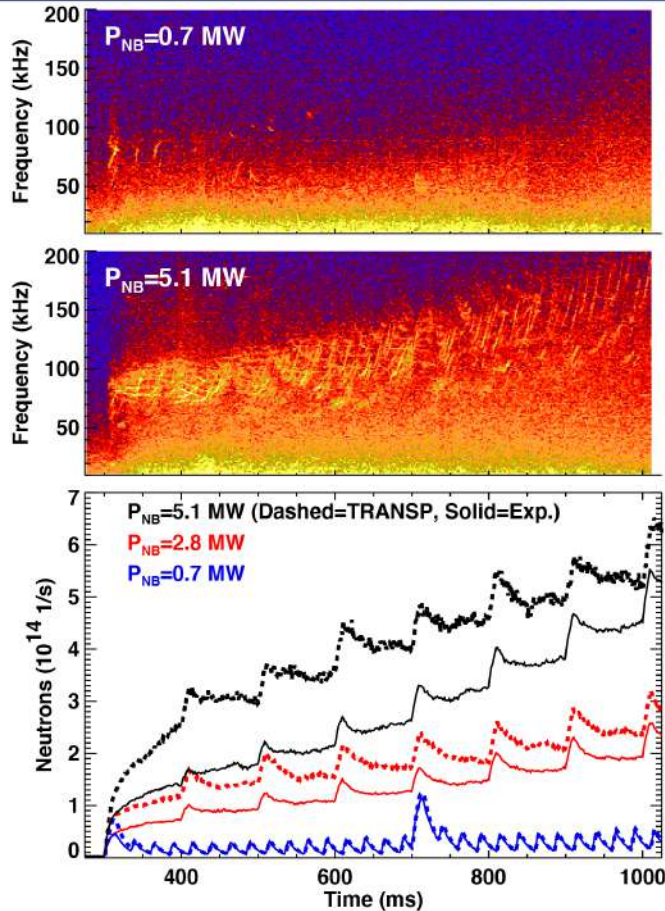 200
150
100
50
Frequency (kHz)
P_NB=0.7 MW
200
150
100
50
Frequency (kHz)
P_NB=5.1 MW
7
6
5
4
3
2
1
0
Neutrons (10^14 1/s)
P_NB=5.1 MW (Dashed=TRANSP, Solid=Exp.)
P_NB=2.8 MW
P_NB=0.7 MW
400 600 800 1000
Time (ms)